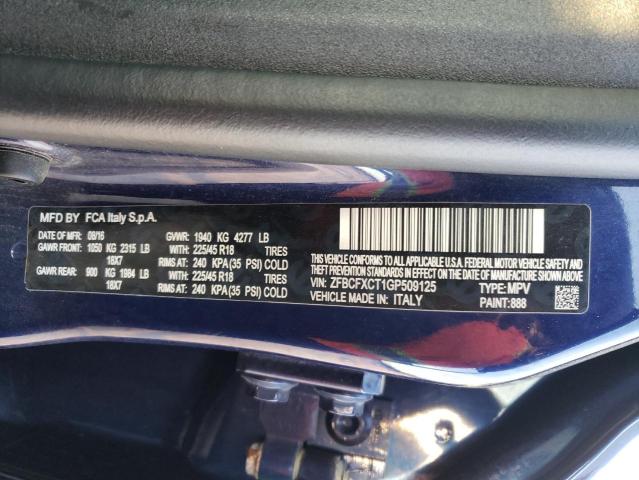 MFD BY FCA Italy S.p.A.
DATE: 08/16 GVWR: 1940 KG 4277 LB
GAWR FRONT: 1050 KG 2315 LB WITH: 225/45 R18 TIRES
18X7 RIMS AT: 240 KPA(35 PSI) COLD
GAWR REAR: 900 KG 1984 LB WITH: 225/45 R18 TIRES
18X7 RIMS AT: 240 KPA(35 PSI) COLD
THIS VEHICLE CONFORMS TO ALL APPLICABLE U.S.A.
FEDERAL MOTOR VEHICLE SAFETY, BUMPER, AND
THEFT PREVENTION STANDARDS IN EFFECT
ON THE DATE OF MANUFACTURE SHOWN ABOVE
VIN: ZFBCFXCT1GP509125 TYPE: MPV
VEHICLE MADE IN: ITALY PAINT: 888